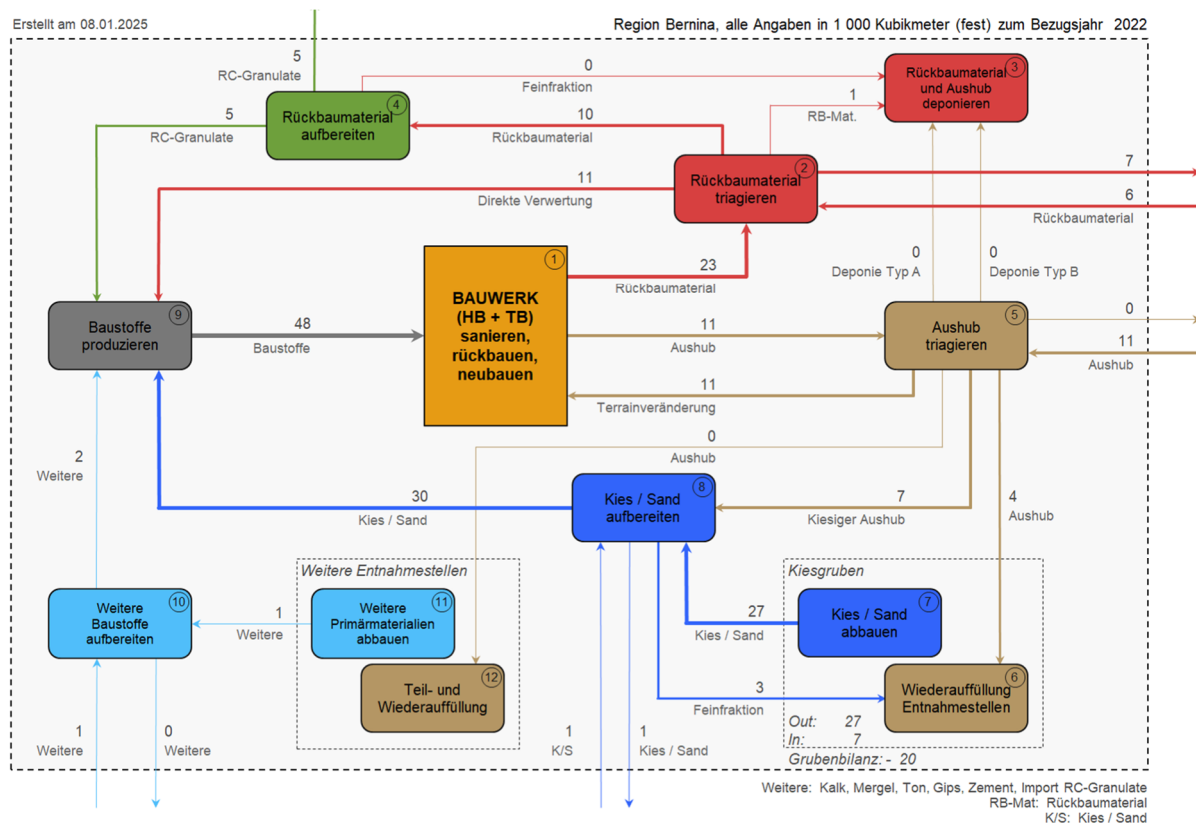 Erstellt am 08.01.2025
Region Bernina, alle Angaben in 1 000 Kubikmeter (fest) zum Bezugsjahr 2022
5
RC-Granulate
0
Feinfraktion
3
Rückbaumaterial
und Aushub
deponieren
4
Rückbaumaterial
aufbereiten
1
RB-Mat.
5
RC-Granulate
10
Rückbaumaterial
2
Rückbaumaterial
triagieren
7
11
Direkte Verwertung
6
Rückbaumaterial
0
Deponie Typ A
0
Deponie Typ B
1
BAUWERK
(HB + TB)
sanieren,
rückbauen,
neubauen
23
Rückbaumaterial
9
Baustoffe
produzieren
48
Baustoffe
11
Aushub
5
Aushub
triagieren
0
11
Aushub
11
Terrainveränderung
0
Aushub
2
Weitere
30
Kies / Sand
8
Kies / Sand
aufbereiten
7
Kiesiger Aushub
4
Aushub
Weitere Entnahmestellen
Kiesgruben
10
Weitere
Baustoffe
aufbereiten
1
Weitere
11
Weitere
Primärmaterialien
abbauen
27
Kies / Sand
7
Kies / Sand
abbauen
12
Teil- und
Wiederauffüllung
3
Feinfraktion
6
Wiederauffüllung
Entnahmestellen
1
Weitere
0
Weitere
1
K/S
1
Kies / Sand
Out: 27
In: 7
Grubenbilanz: - 20
Weitere: Kalk, Mergel, Ton, Gips, Zement, Import RC-Granulate
RB-Mat: Rückbaumaterial
K/S: Kies / Sand